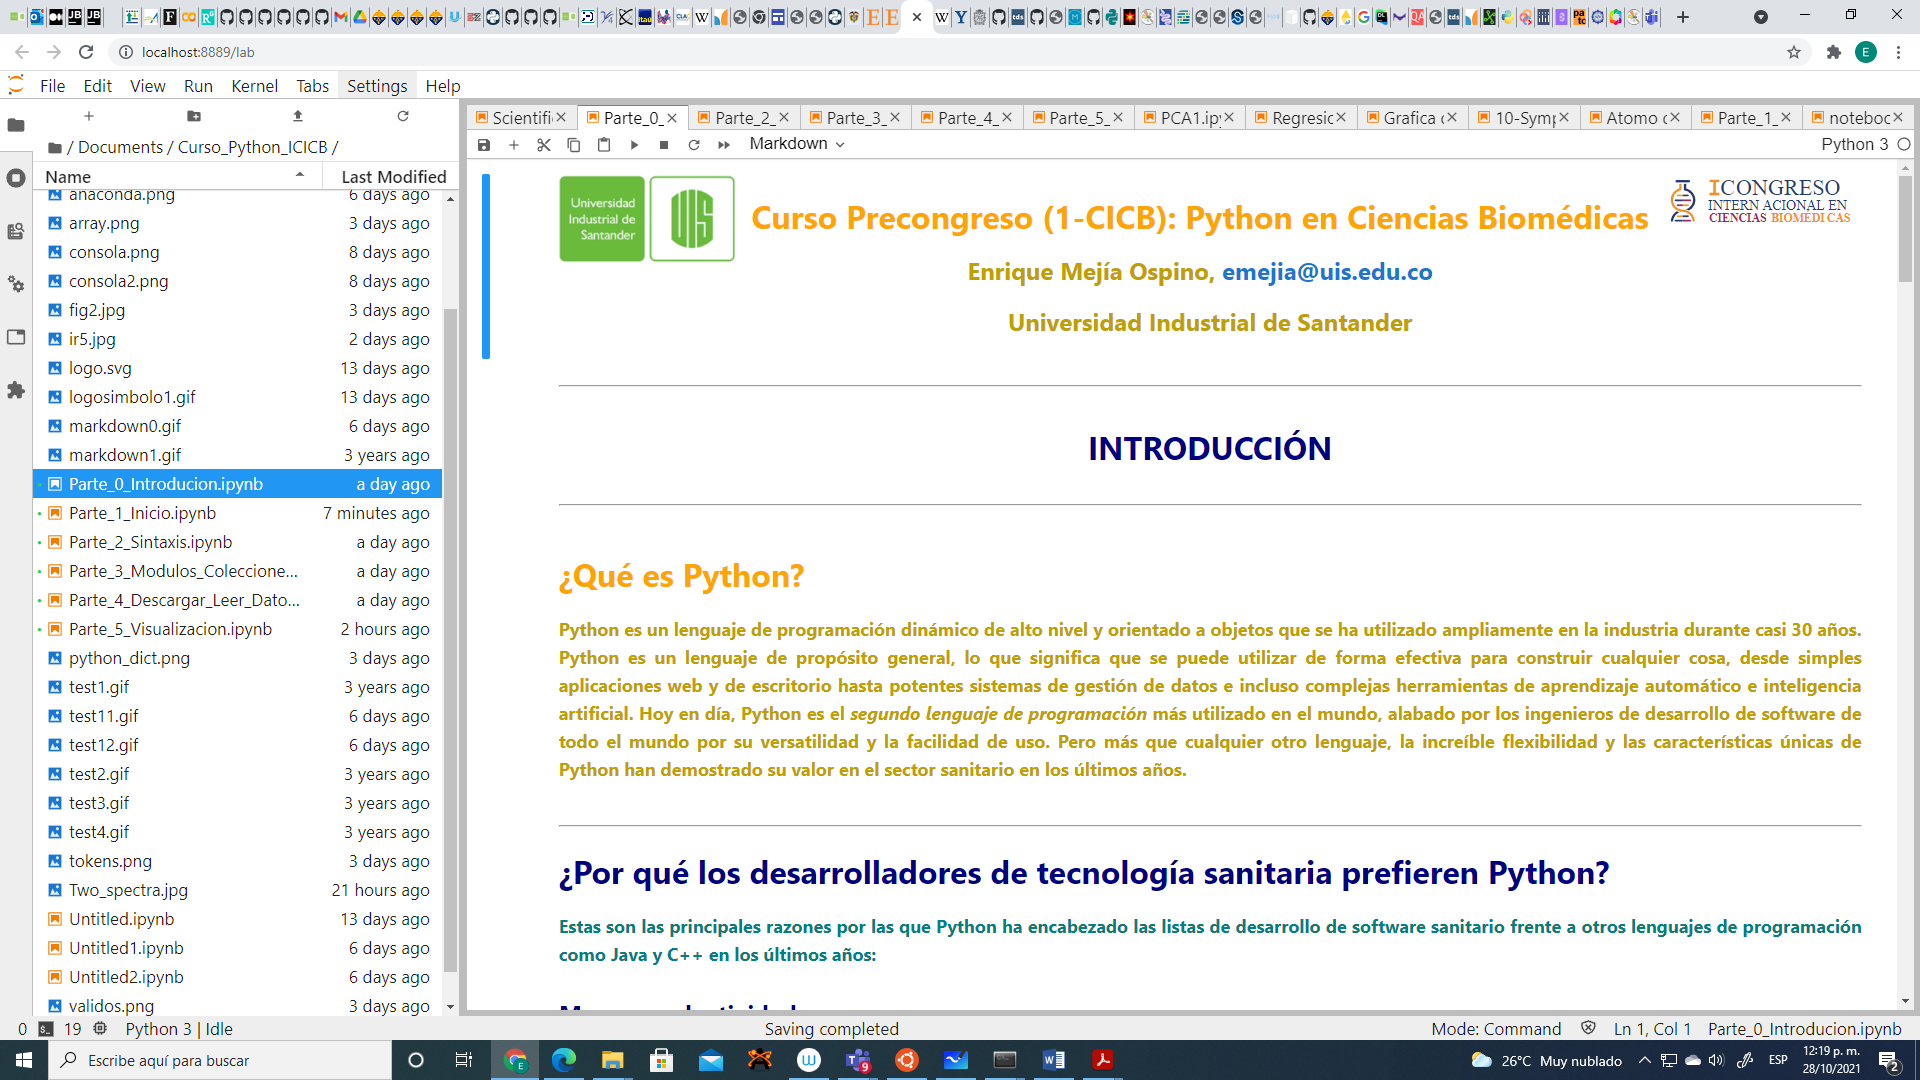 localhost:8889/lab
File Edit View Run Kernel Tabs Settings Help
Scientifi Parte_0_ Parte_2_ Parte_3_ Parte_4_ Parte_5_ PCA1.ipy Regresic Grafica 10-Symp Atomo Parte_1_ noteboc
Markdown
Python 3
/ Documents / Curso_Python_ICICB /
Name Last Modified
anaconda.png 6 days ago
array.png 3 days ago
consola.png 8 days ago
consola2.png 8 days ago
fig2.jpg 3 days ago
ir5.jpg 2 days ago
logo.svg 13 days ago
logosimbolo1.gif 13 days ago
markdown0.gif 6 days ago
markdown1.gif 3 years ago
Parte_0_Introducion.ipynb a day ago
Parte_1_Inicio.ipynb 7 minutes ago
Parte_2_Sintaxis.ipynb a day ago
Parte_3_Modulos_Coleccione... a day ago
Parte_4_Descargar_Leer_Dato... a day ago
Parte_5_Visualizacion.ipynb 2 hours ago
python_dict.png 3 days ago
test1.gif 3 years ago
test11.gif 6 days ago
test12.gif 6 days ago
test2.gif 3 years ago
test3.gif 3 years ago
test4.gif 3 years ago
tokens.png 3 days ago
Two_spectra.jpg 21 hours ago
Untitled.ipynb 13 days ago
Untitled1.ipynb 6 days ago
Untitled2.ipynb 6 days ago
validos.png 3 days ago
Universidad
Industrial de
Santander
UIS
Curso Precongreso (1-CICB): Python en Ciencias Biomédicas
ICONGRESO
INTERNACIONAL EN
CIENCIAS BIOMÉDICAS
Enrique Mejía Ospino, emejia@uis.edu.co
Universidad Industrial de Santander
INTRODUCCIÓN
¿Qué es Python?
Python es un lenguaje de programación dinámico de alto nivel y orientado a objetos que se ha utilizado ampliamente en la industria durante casi 30 años.
Python es un lenguaje de propósito general, lo que significa que se puede utilizar de forma efectiva para construir cualquier cosa, desde simples
aplicaciones web y de escritorio hasta potentes sistemas de gestión de datos e incluso complejas herramientas de aprendizaje automático e inteligencia
artificial. Hoy en día, Python es el segundo lenguaje de programación más utilizado en el mundo, alabado por los ingenieros de desarrollo de software de
todo el mundo por su versatilidad y la facilidad de uso. Pero más que cualquier otro lenguaje, la increíble flexibilidad y las características únicas de
Python han demostrado su valor en el sector sanitario en los últimos años.
¿Por qué los desarrolladores de tecnología sanitaria prefieren Python?
Estas son las principales razones por las que Python ha encabezado las listas de desarrollo de software sanitario frente a otros lenguajes de programación
como Java y C++ en los últimos años:
0 19 Python 3 | Idle Saving completed Mode: Command Ln 1, Col 1 Parte_0_Introducion.ipynb
Escribe aquí para buscar
26°C Muy nublado
ESP
12:19 p. m.
28/10/2021
2